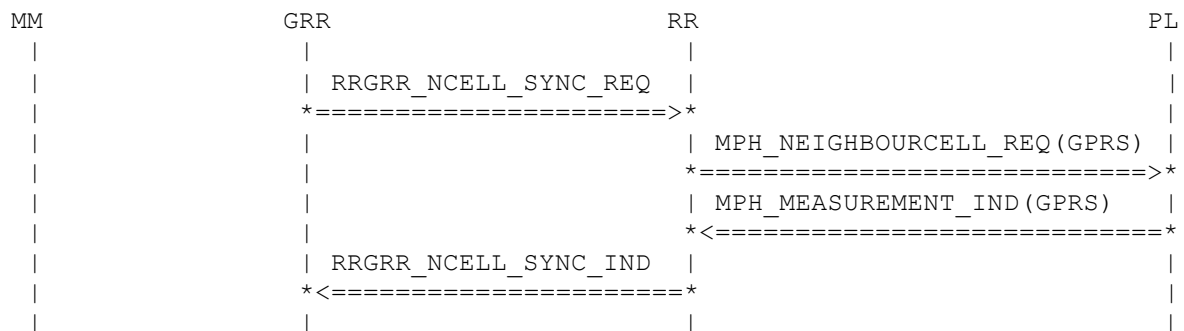 MM GRR RR PL
RRGRR_NCELL_SYNC_REQ
MPH_NEIGHBOURCELL_REQ(GPRS)
MPH_MEASUREMENT_IND(GPRS)
RRGRR_NCELL_SYNC_IND